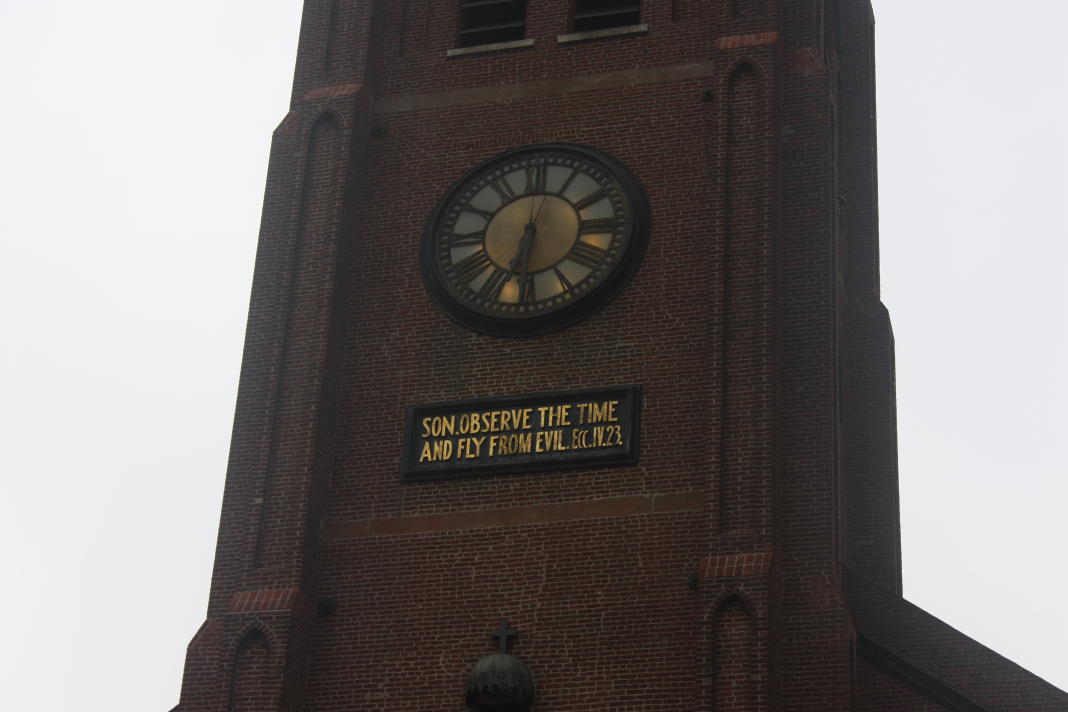 SON.OBSERVE THE TIME
AND FLY FROM EVIL. ECC.IV.23.